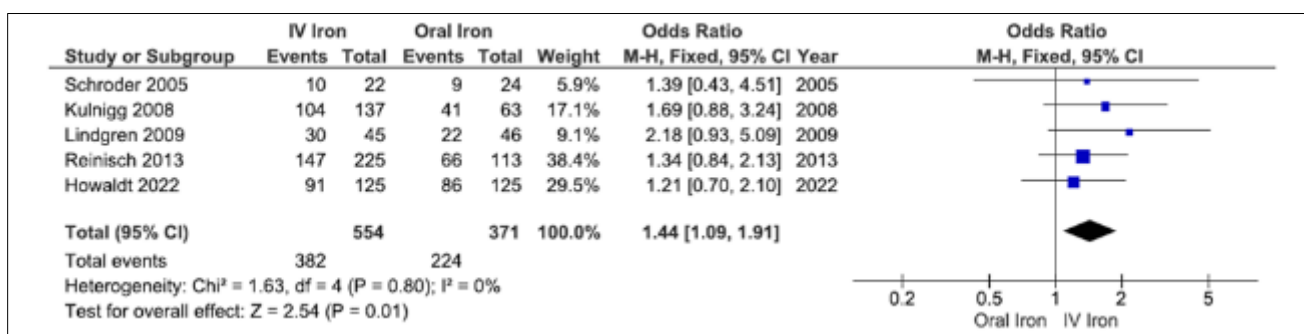 IV Iron Oral Iron Odds Ratio Odds Ratio
Study or Subgroup Events Total Events Total Weight M-H, Fixed, 95% CI Year M-H, Fixed, 95% CI
Schroder 2005 10 22 9 24 5.9% 1.39 [0.43, 4.51] 2005
Kulnigg 2008 104 137 41 63 17.1% 1.69 [0.88, 3.24] 2008
Lindgren 2009 30 45 22 46 9.1% 2.18 [0.93, 5.09] 2009
Reinisch 2013 147 225 66 113 38.4% 1.34 [0.84, 2.13] 2013
Howaldt 2022 91 125 86 125 29.5% 1.21 [0.70, 2.10] 2022
Total (95% CI) 554 371 100.0% 1.44 [1.09, 1.91]
Total events 382 224
Heterogeneity: Chi² = 1.63, df = 4 (P = 0.80); I² = 0%
Test for overall effect: Z = 2.54 (P = 0.01)
0.2 0.5 1 2 5
Oral Iron IV Iron